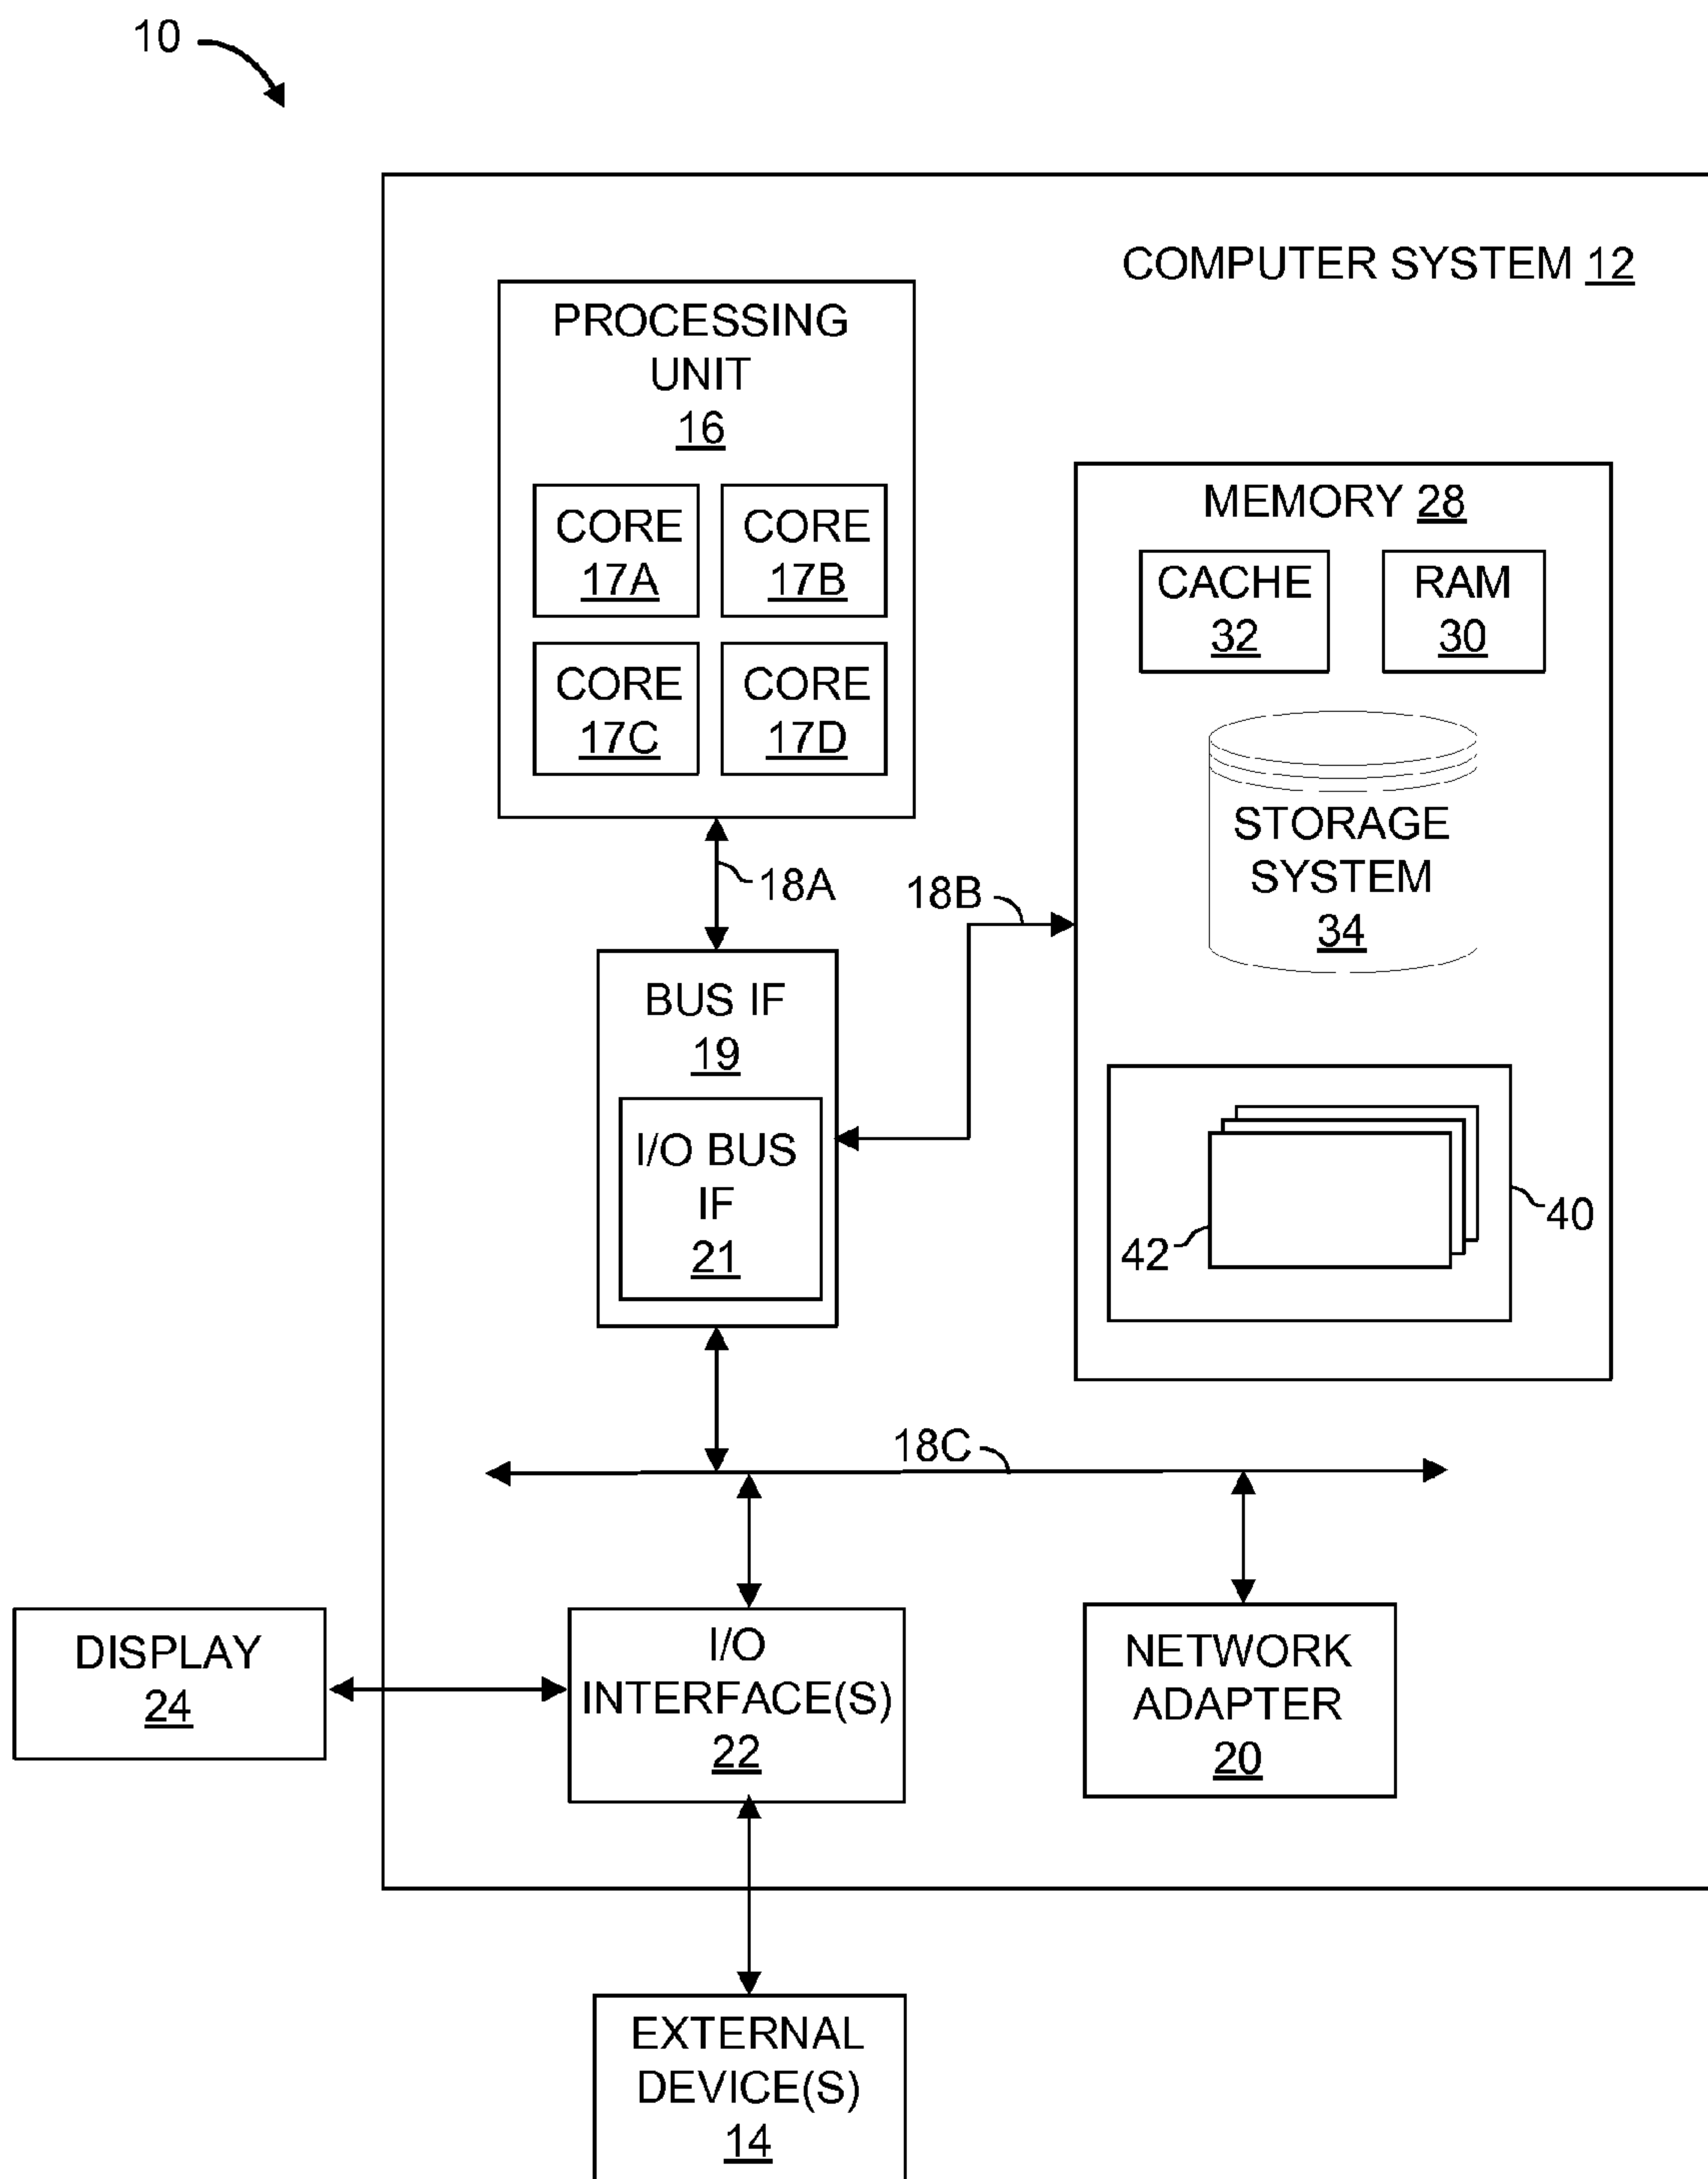 10
COMPUTER SYSTEM 12
PROCESSING
UNIT
16
CORE
17A
CORE
17B
CORE
17C
CORE
17D
MEMORY 28
CACHE
32
RAM
30
STORAGE
SYSTEM
34
18A
18B
BUS IF
19
I/O BUS
IF
21
42
40
18C
DISPLAY
24
I/O
INTERFACE(S)
22
NETWORK
ADAPTER
20
EXTERNAL
DEVICE(S)
14